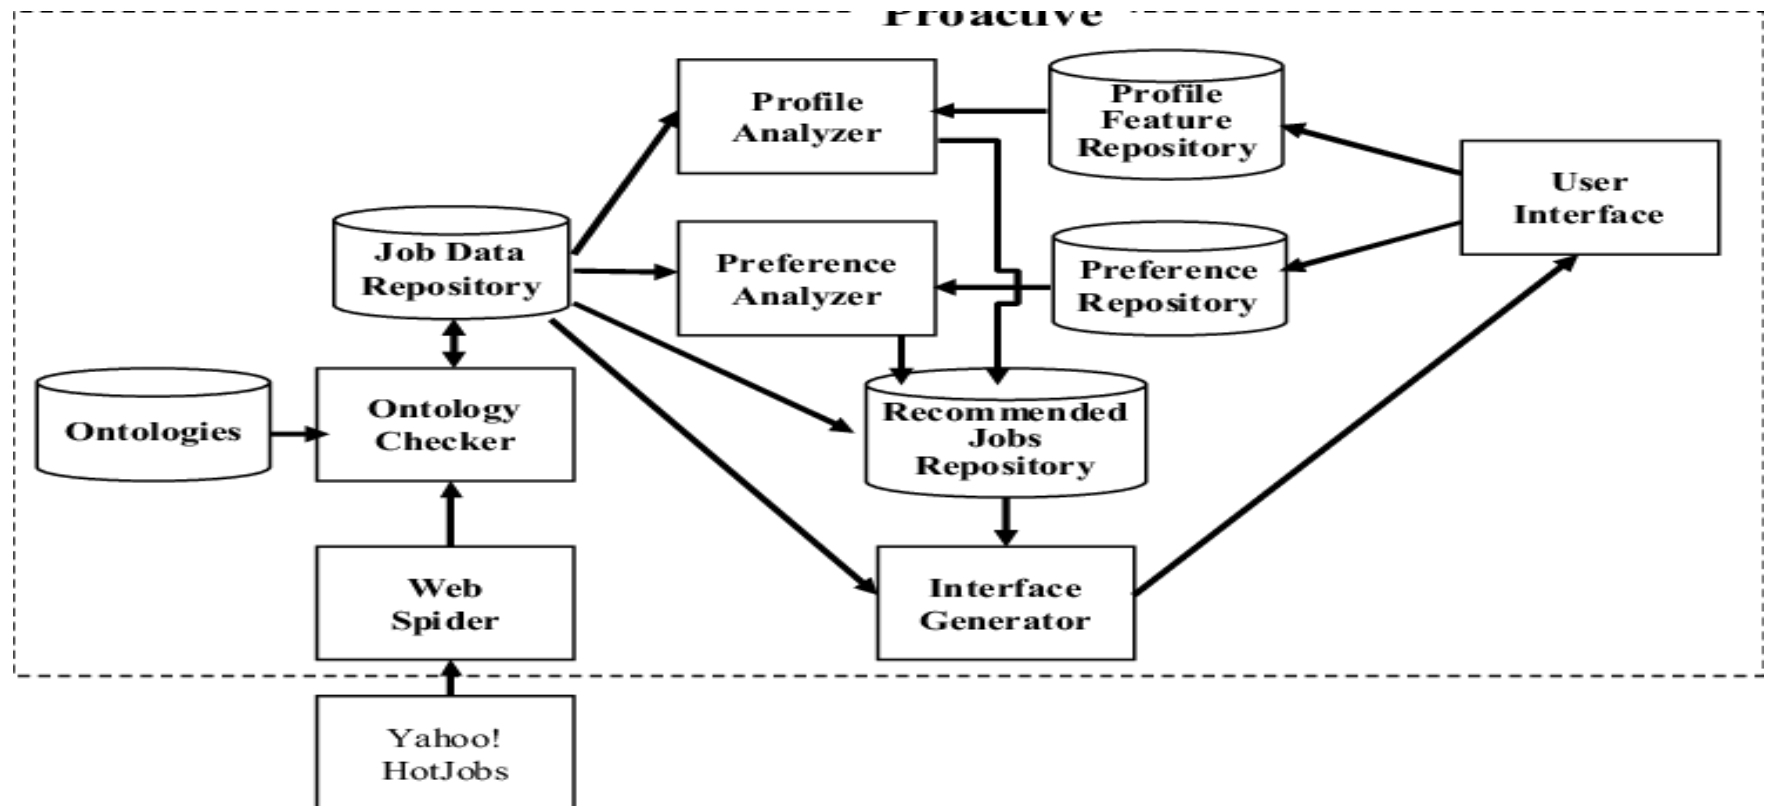 Proactive
Profile
Analyzer
Profile
Feature
Repository
User
Interface
Job Data
Repository
Preference
Analyzer
Preference
Repository
Ontologies
Ontology
Checker
Recommended
Jobs
Repository
Web
Spider
Interface
Generator
Yahoo!
HotJobs